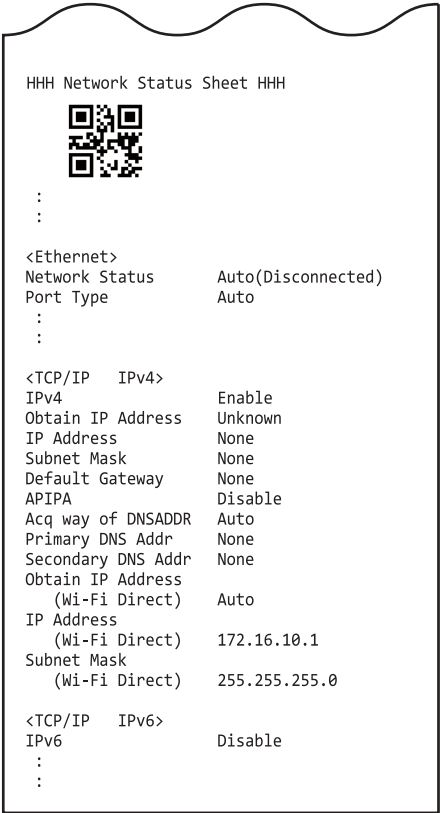 HHH Network Status Sheet HHH
:
:
<Ethernet>
Network Status Auto(Disconnected)
Port Type Auto
:
:
<TCP/IP IPv4>
IPv4 Enable
Obtain IP Address Unknown
IP Address None
Subnet Mask None
Default Gateway None
APIPA Disable
Acq way of DNSADDR Auto
Primary DNS Addr None
Secondary DNS Addr None
Obtain IP Address
(Wi-Fi Direct) Auto
IP Address
(Wi-Fi Direct) 172.16.10.1
Subnet Mask
(Wi-Fi Direct) 255.255.255.0
<TCP/IP IPv6>
IPv6 Disable
:
: